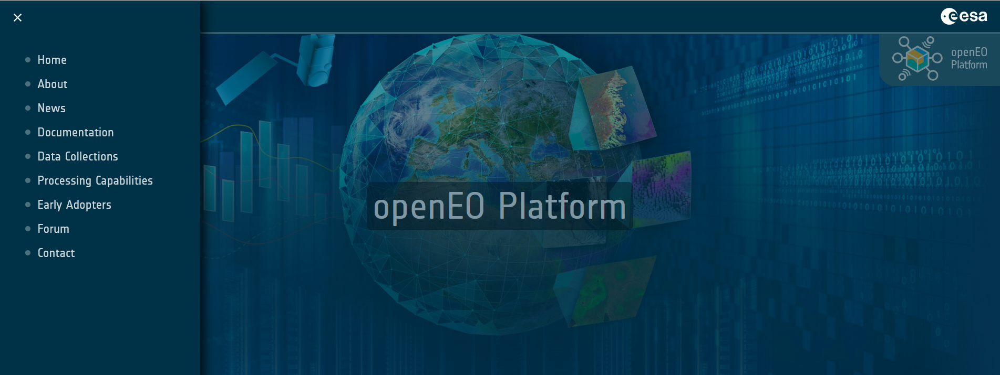 esa
Home
About
News
Documentation
Data Collections
Processing Capabilities
Early Adopters
Forum
Contact
openEO
Platform
openEO Platform